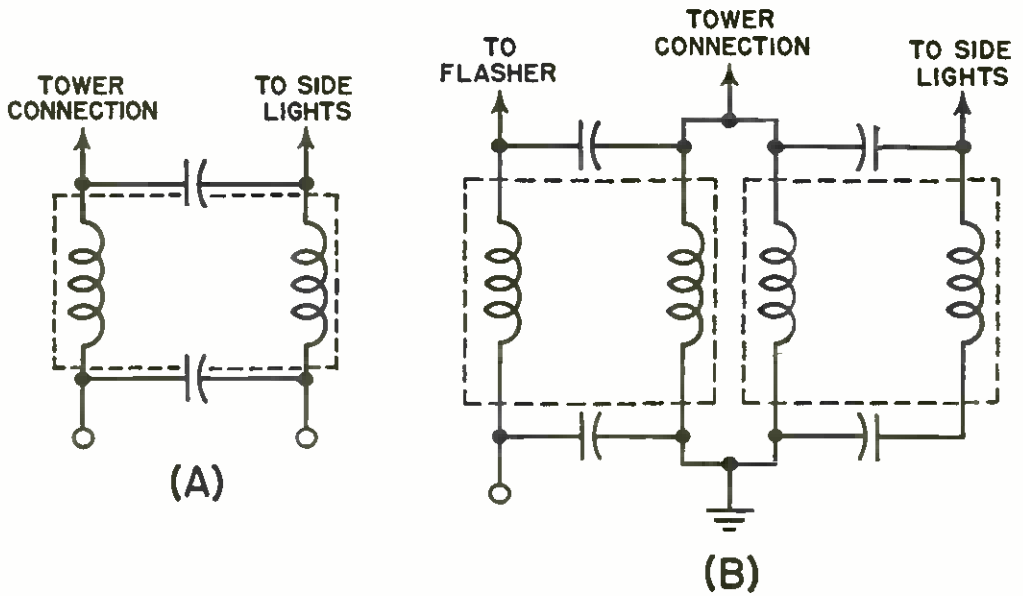 TOWER
CONNECTION
TO SIDE
LIGHTS
(A)
TO
FLASHER
TOWER
CONNECTION
TO SIDE
LIGHTS
(B)